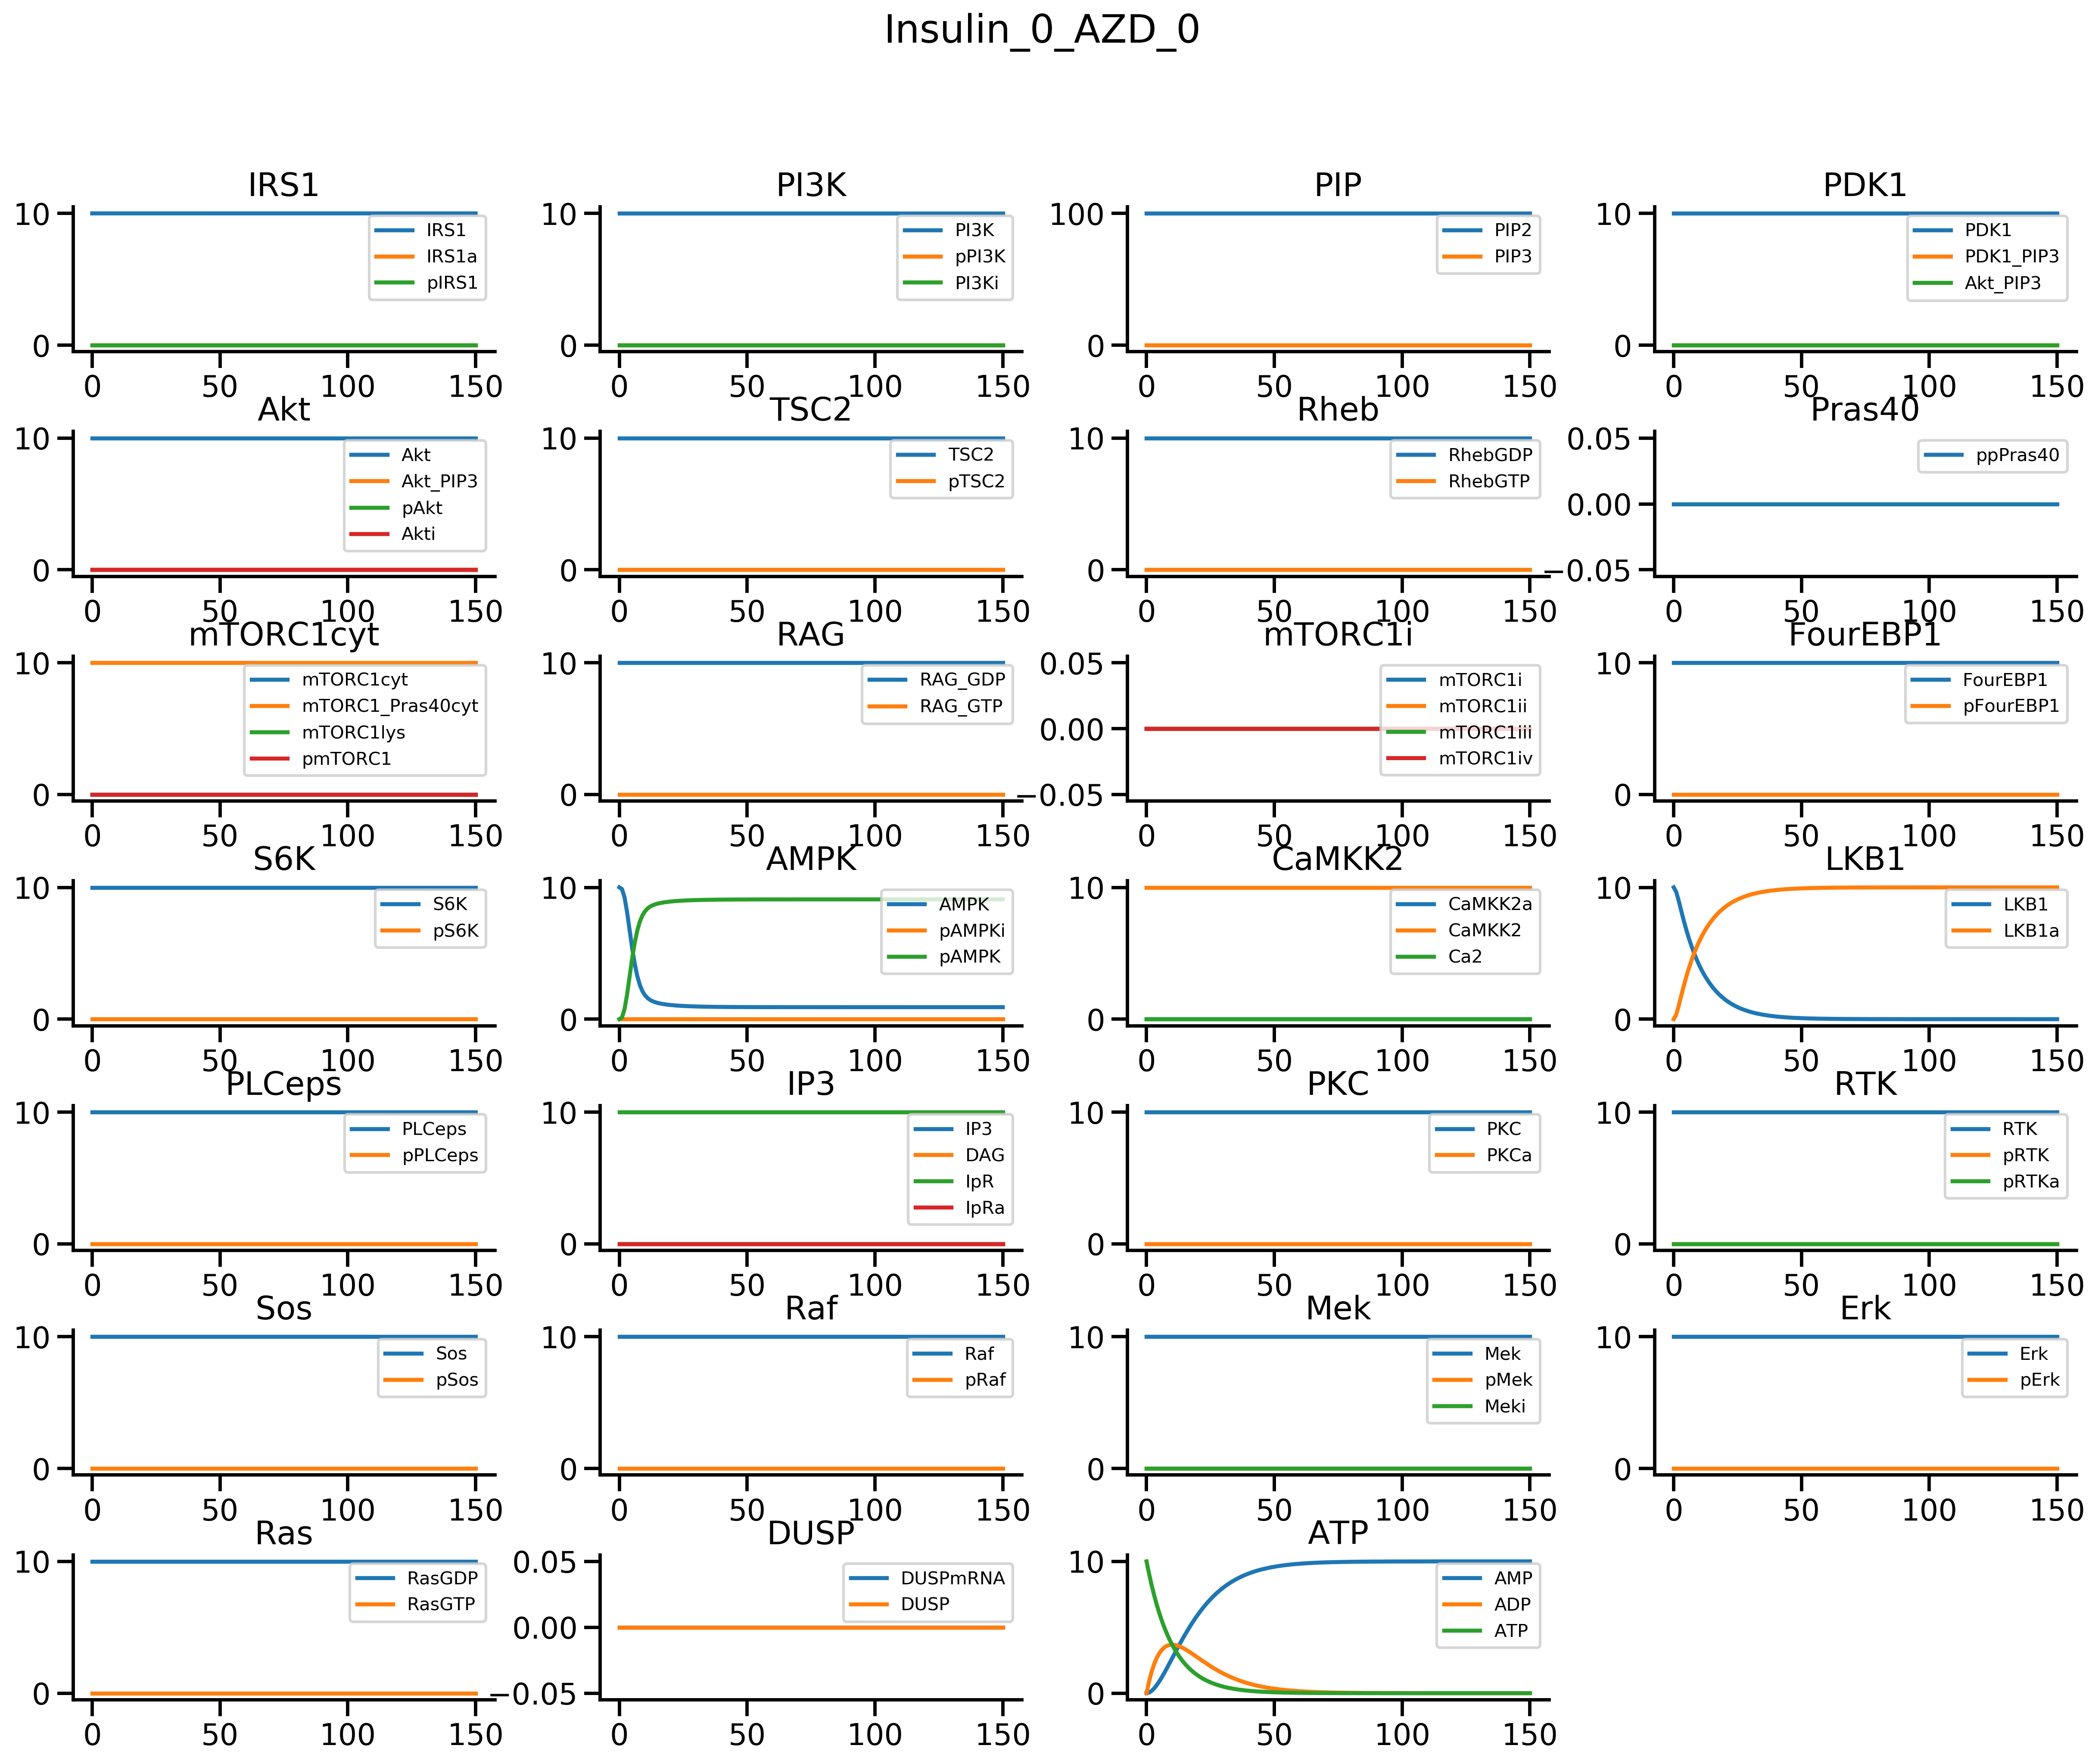 Insulin_0_AZD_0
IRS1
10
0
0 50 100 150
IRS1
IRS1a
pIRS1
PI3K
10
0
0 50 100 150
PI3K
pPI3K
PI3Ki
PIP
100
0
0 50 100 150
PIP2
PIP3
PDK1
10
0
0 50 100 150
PDK1
PDK1_PIP3
Akt_PIP3
Akt
10
0
0 50 100 150
Akt
Akt_PIP3
pAkt
Akti
TSC2
10
0
0 50 100 150
TSC2
pTSC2
Rheb
10
0
0 50 100 150
RhebGDP
RhebGTP
Pras40
0.05
0.00
−0.05
0 50 100 150
ppPras40
mTORC1cyt
10
0
0 50 100 150
mTORC1cyt
mTORC1_Pras40cyt
mTORC1lys
pmTORC1
RAG
10
0
0 50 100 150
RAG_GDP
RAG_GTP
mTORC1i
0.05
0.00
−0.05
0 50 100 150
mTORC1i
mTORC1ii
mTORC1iii
mTORC1iv
FourEBP1
10
0
0 50 100 150
FourEBP1
pFourEBP1
S6K
10
0
0 50 100 150
S6K
pS6K
AMPK
10
0
0 50 100 150
AMPK
pAMPKi
pAMPK
CaMKK2
10
0
0 50 100 150
CaMKK2a
CaMKK2
Ca2
LKB1
10
0
0 50 100 150
LKB1
LKB1a
PLCeps
10
0
0 50 100 150
PLCeps
pPLCeps
IP3
10
0
0 50 100 150
IP3
DAG
IpR
IpRa
PKC
10
0
0 50 100 150
PKC
PKCa
RTK
10
0
0 50 100 150
RTK
pRTK
pRTKa
Sos
10
0
0 50 100 150
Sos
pSos
Raf
10
0
0 50 100 150
Raf
pRaf
Mek
10
0
0 50 100 150
Mek
pMek
Meki
Erk
10
0
0 50 100 150
Erk
pErk
Ras
10
0
0 50 100 150
RasGDP
RasGTP
DUSP
0.05
0.00
−0.05
0 50 100 150
DUSPmRNA
DUSP
ATP
10
0
0 50 100 150
AMP
ADP
ATP